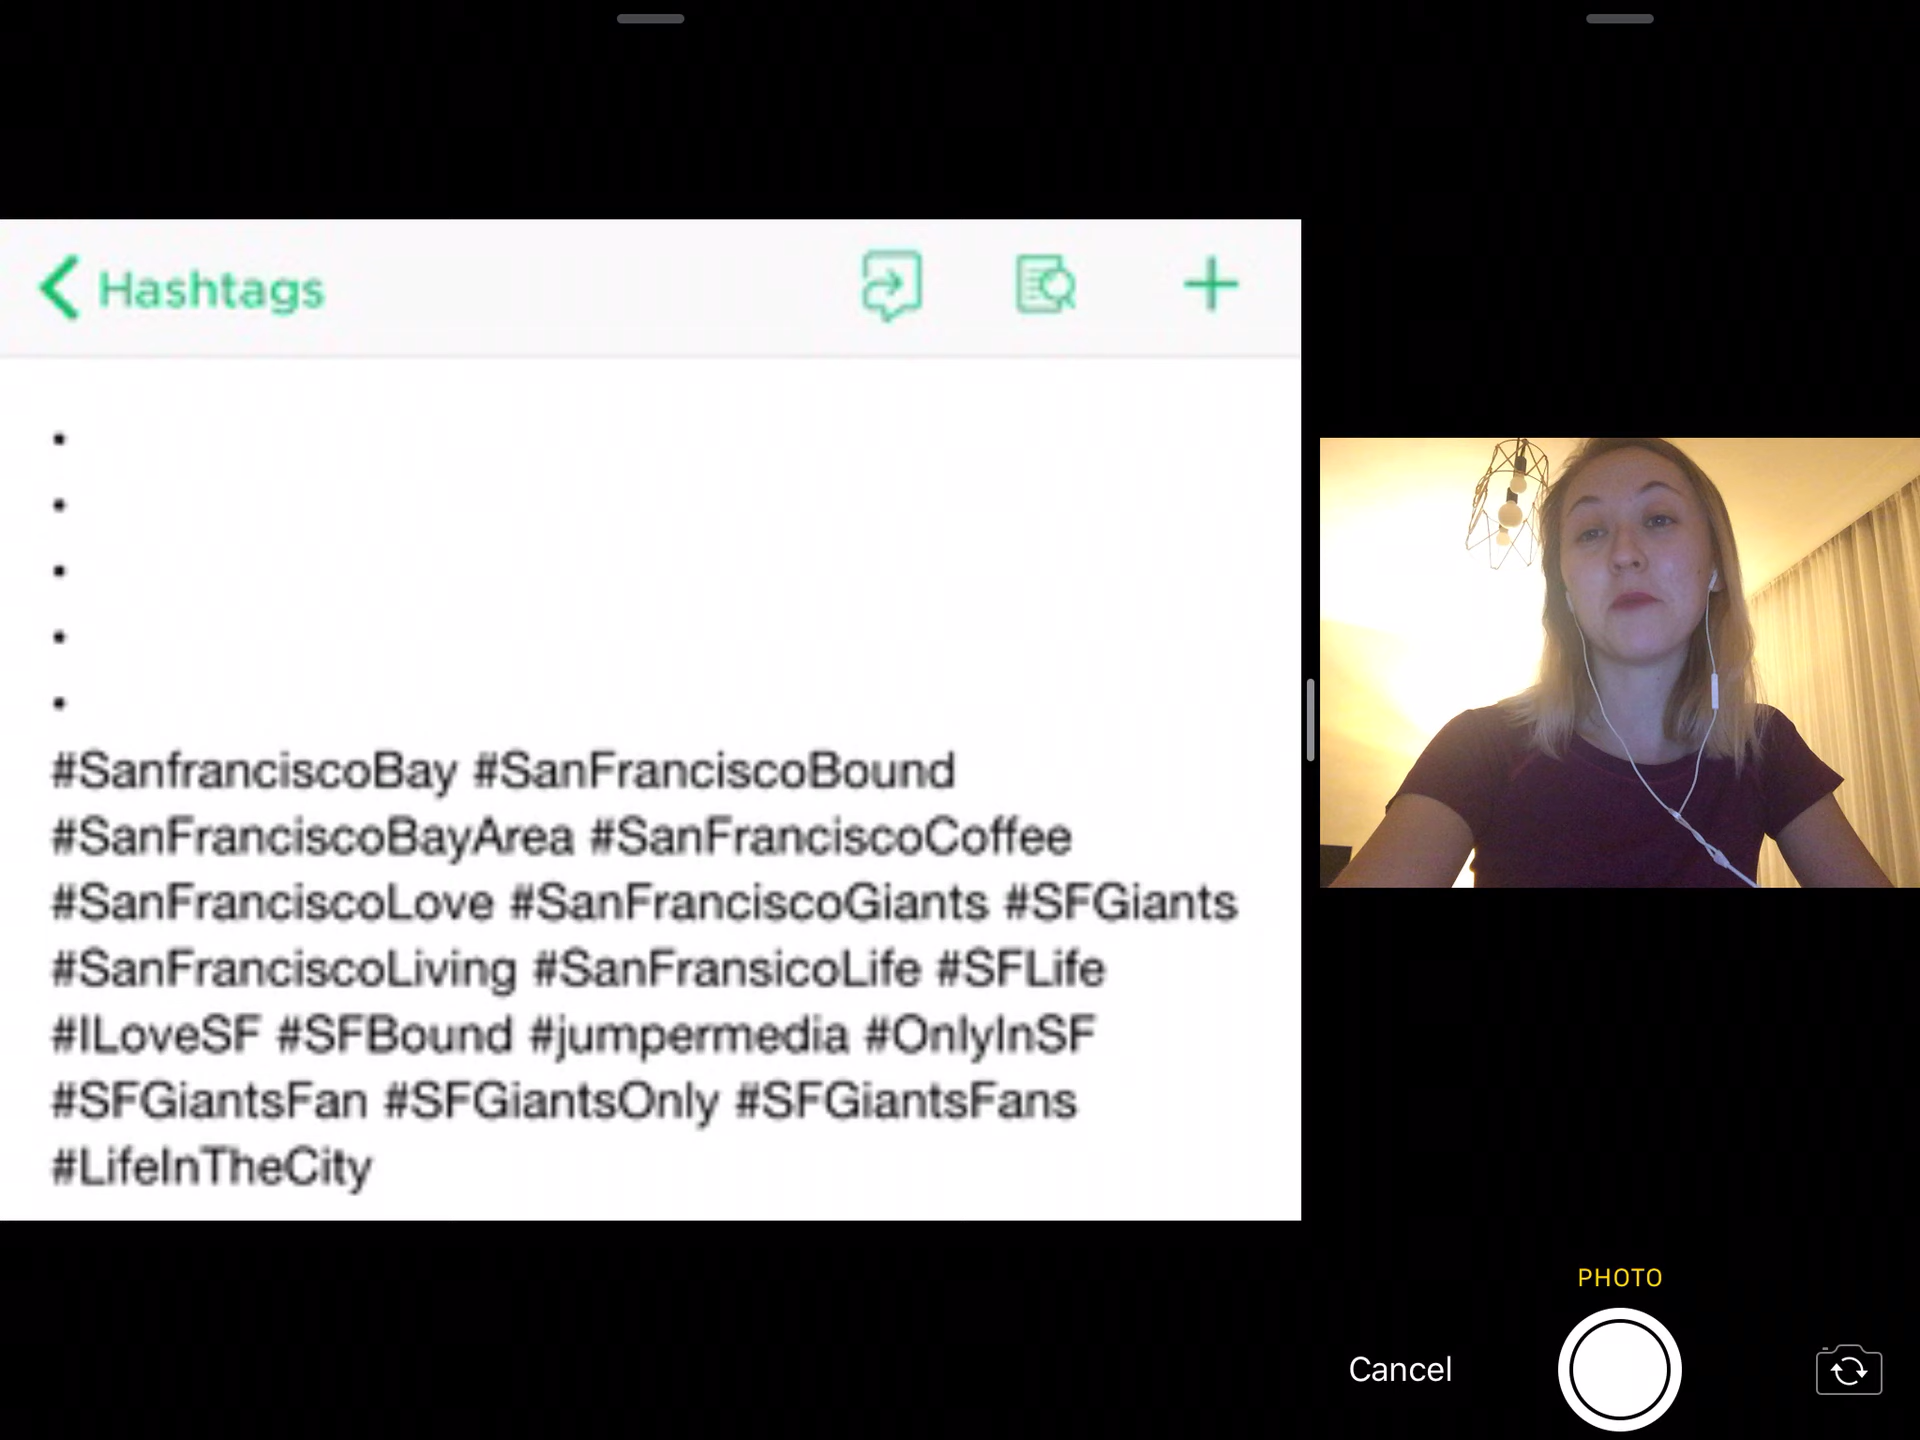 Hashtags
#SanfranciscoBay #SanFranciscoBound
#SanFranciscoBayArea #SanFranciscoCoffee
#SanFranciscoLove #SanFranciscoGiants #SFGiants
#SanFranciscoLiving #SanFransicoLife #SFLife
#ILoveSF #SFBound #jumpermedia #OnlyInSF
#SFGiantsFan #SFGiantsOnly #SFGiantsFans
#LifeInTheCity
PHOTO
Cancel